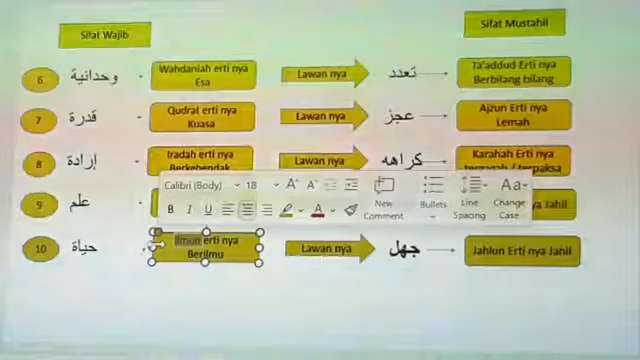 Sifat Wajib
Sifat Mustahil
6 وحدانية - Wahdaniah erti nya Esa Lawan nya تعدد Ta'addud Erti nya Berbilang bilang
7 قدرة - Qudrat erti nya Kuasa Lawan nya عجز Ajzun Erti nya Lemah
8 إرادة - Iradah erti nya Berkehendak Lawan nya كراهه Karahah Erti nya terpaksa
Calibri (Body) 18 A A
B I U A New Comment Bullets Line Spacing Aa Change Case
9 علم - ya Jahil
10 حياة Ilmun erti nya Berilmu Lawan nya جهل Jahlun Erti nya Jahil